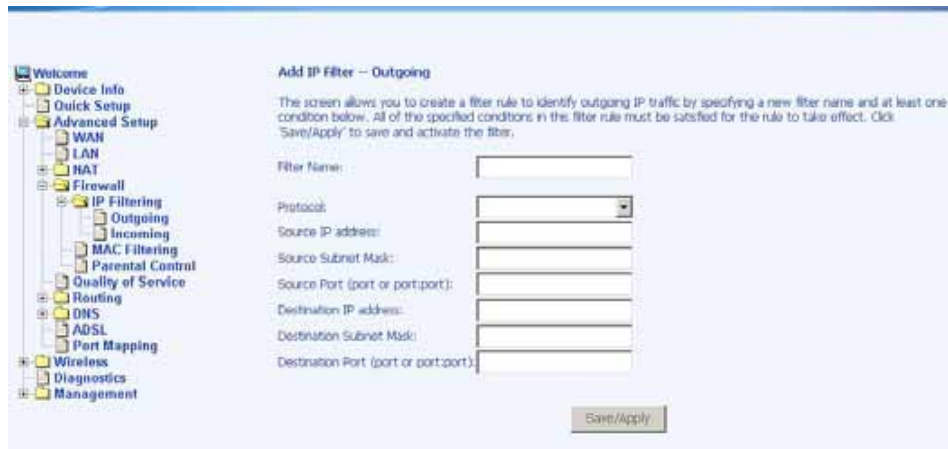 Welcome
Device Info
Quick Setup
Advanced Setup
WAN
LAN
NAT
Firewall
IP Filtering
Outgoing
Incoming
MAC Filtering
Parental Control
Quality of Service
Routing
DNS
ADSL
Port Mapping
Wireless
Diagnostics
Management
Add IP Filter -- Outgoing
The screen allows you to create a filter rule to identify outgoing IP traffic by specifying a new filter name and at least one
condition below. All of the specified conditions in this filter rule must be satisfied for the rule to take effect. Click
'Save/Apply' to save and activate the filter.
Filter Name:
Protocol:
Source IP address:
Source Subnet Mask:
Source Port (port or port:port):
Destination IP address:
Destination Subnet Mask:
Destination Port (port or port:port):
Save/Apply